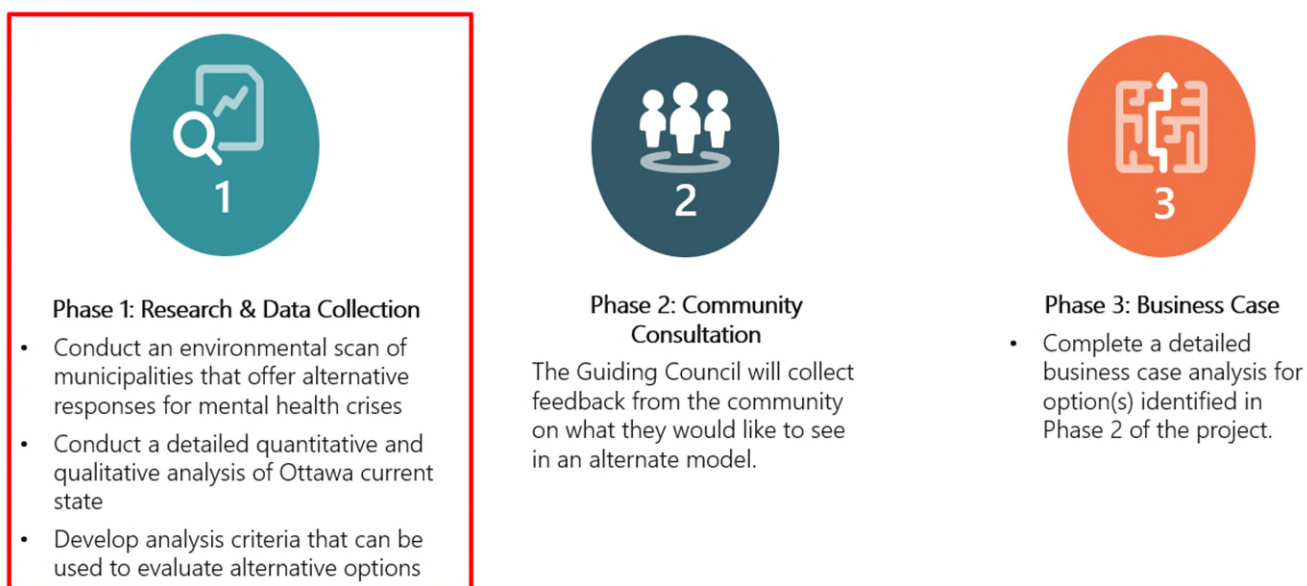 1
Phase 1: Research & Data Collection
• Conduct an environmental scan of
municipalities that offer alternative
responses for mental health crises
• Conduct a detailed quantitative and
qualitative analysis of Ottawa current
state
• Develop analysis criteria that can be
used to evaluate alternative options
2
Phase 2: Community
Consultation
The Guiding Council will collect
feedback from the community
on what they would like to see
in an alternate model.
3
Phase 3: Business Case
• Complete a detailed
business case analysis for
option(s) identified in
Phase 2 of the project.